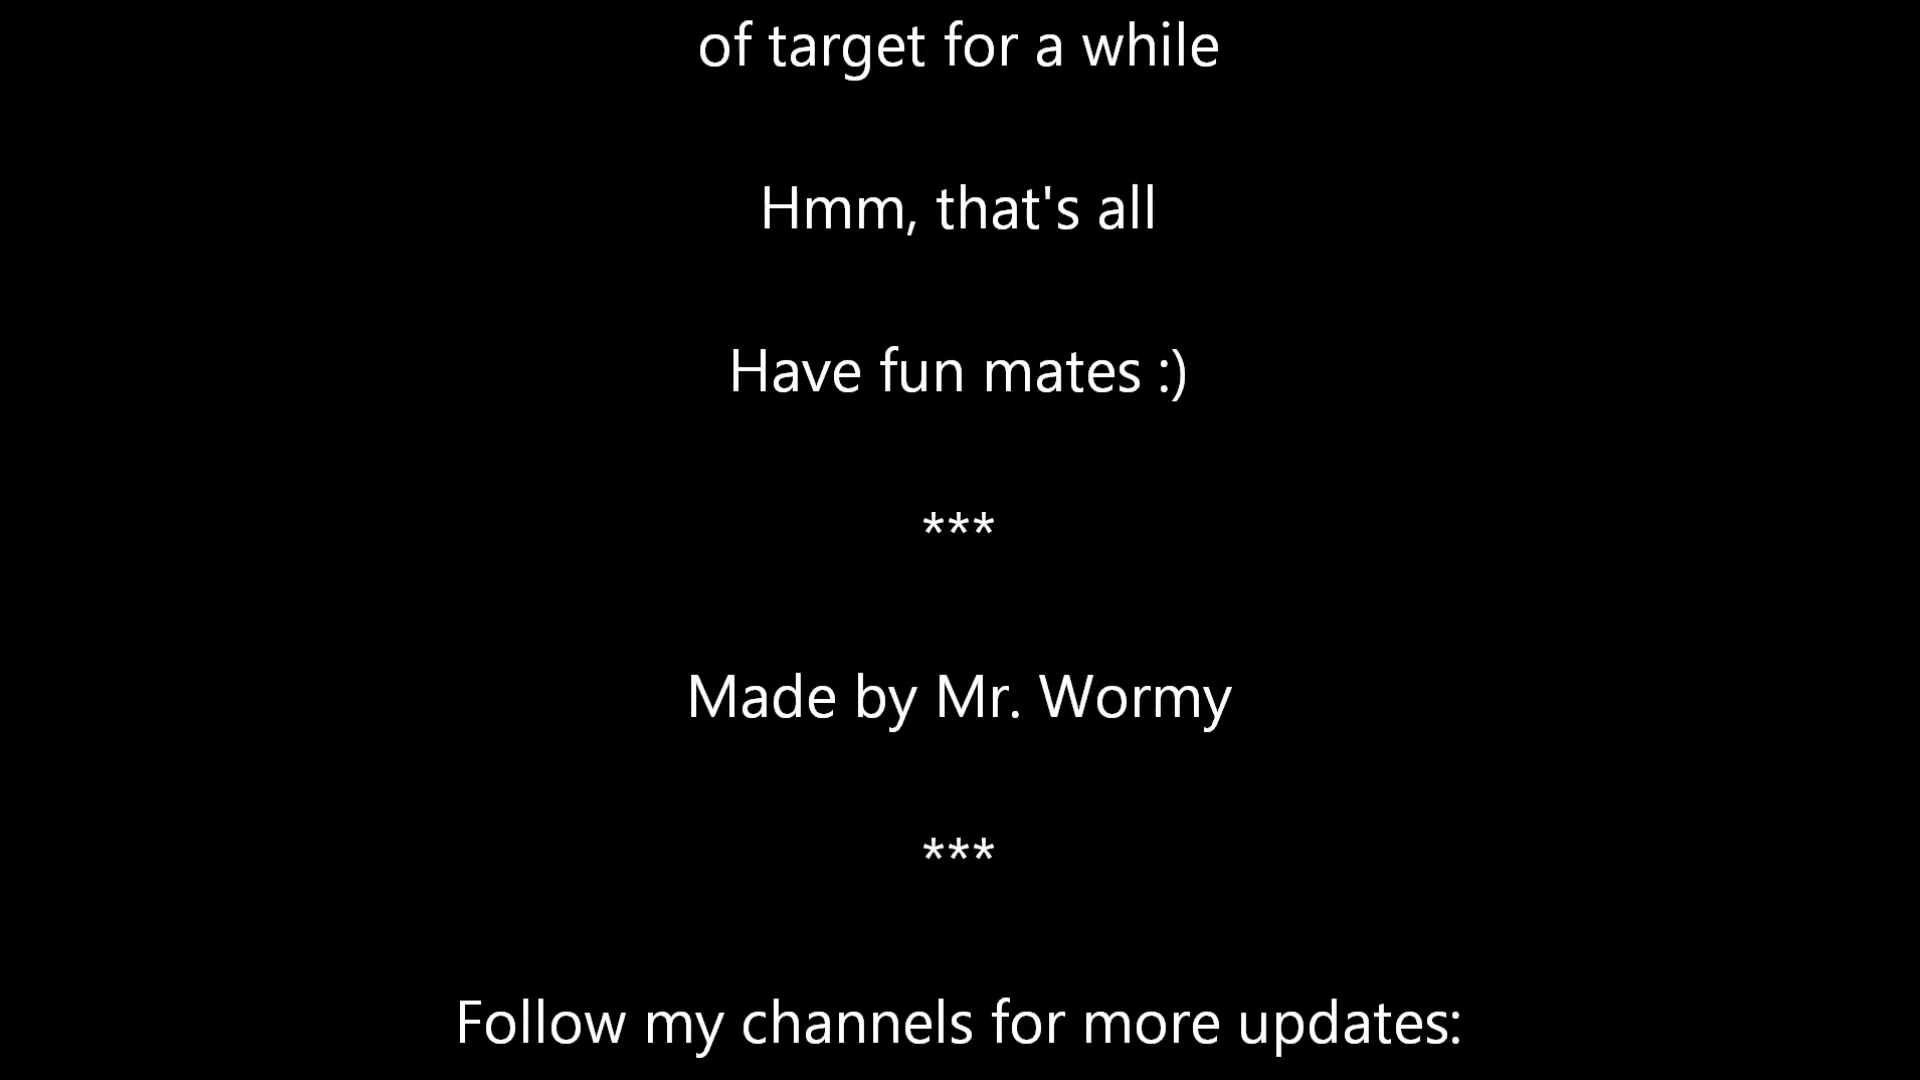 of target for a while
Hmm, that's all
Have fun mates :)
***
Made by Mr. Wormy
***
Follow my channels for more updates: